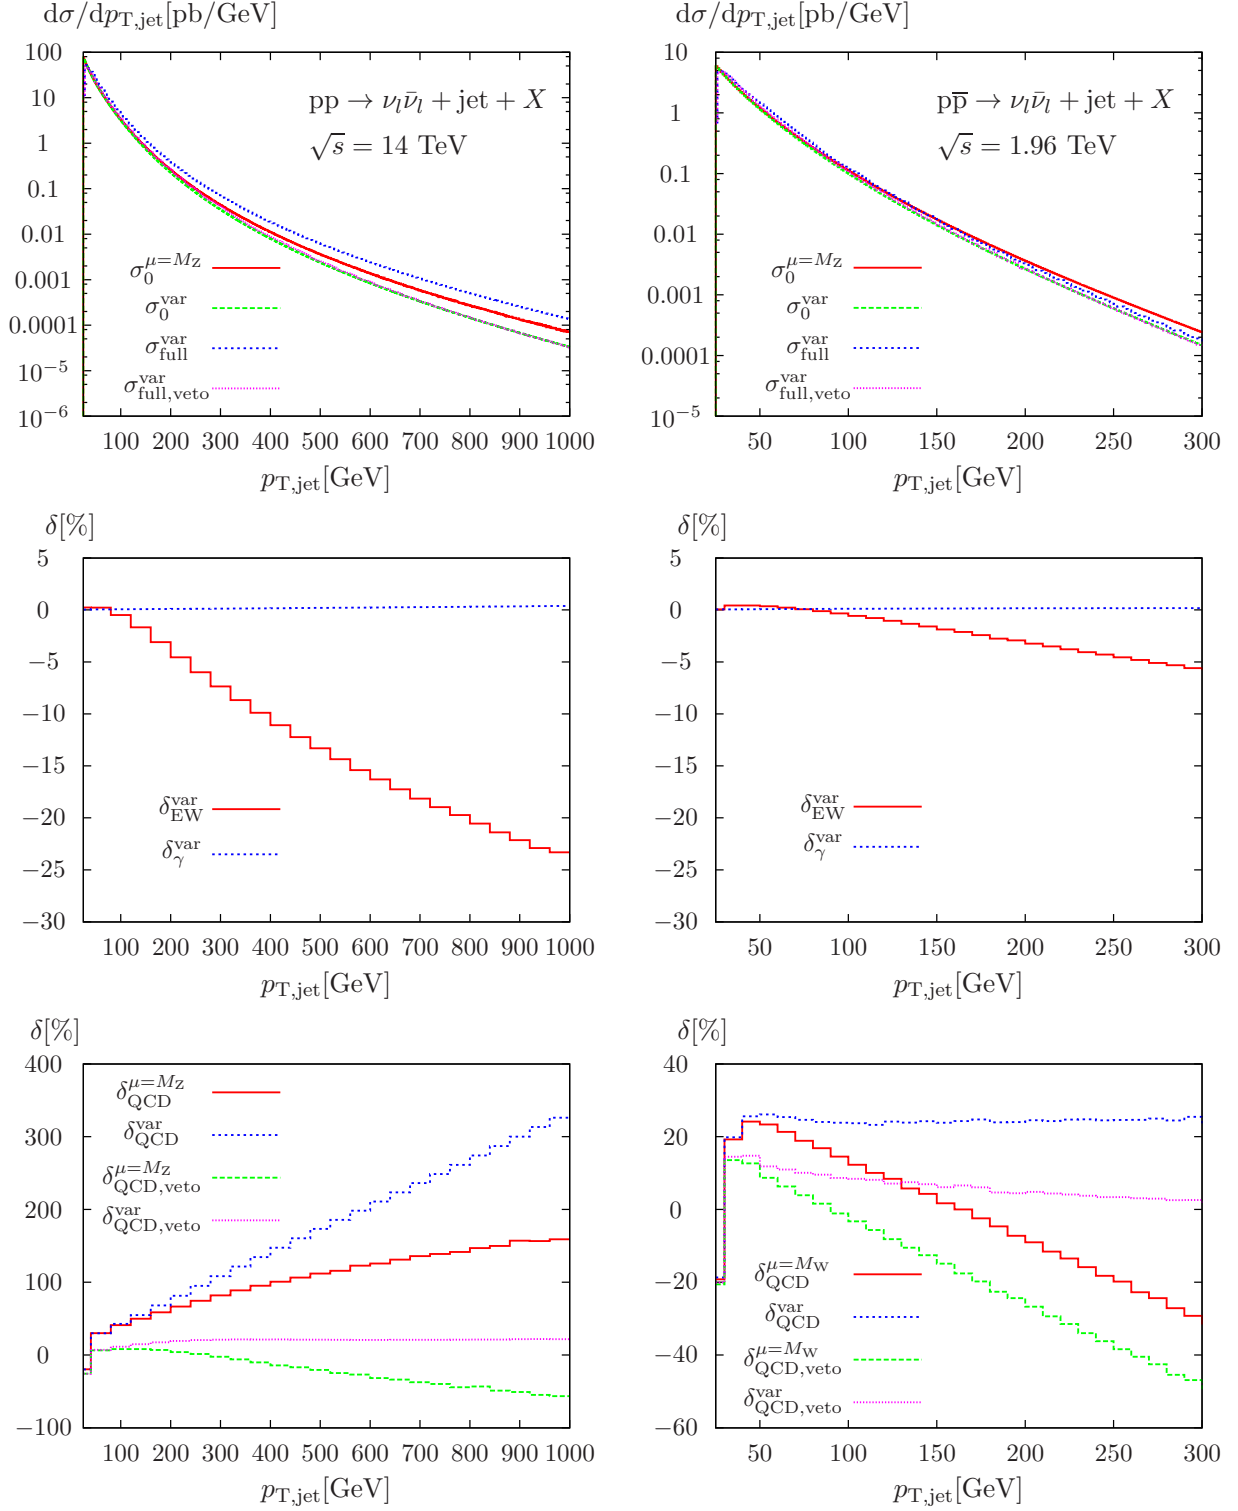 dσ/dp_T,jet[pb/GeV]
100
10
1
0.1
0.01
0.001
0.0001
10^−5
10^−6
pp → ν_l ν̄_l + jet + X
√s = 14 TeV
σ_0^μ=M_Z
σ_0^var
σ_full^var
σ_full,veto^var
100 200 300 400 500 600 700 800 900 1000
p_T,jet[GeV]
dσ/dp_T,jet[pb/GeV]
10
1
0.1
0.01
0.001
0.0001
10^−5
pp̅ → ν_l ν̄_l + jet + X
√s = 1.96 TeV
σ_0^μ=M_Z
σ_0^var
σ_full^var
σ_full,veto^var
50 100 150 200 250 300
p_T,jet[GeV]
δ[%]
5
0
−5
−10
−15
−20
−25
−30
δ_EW^var
δ_γ^var
100 200 300 400 500 600 700 800 900 1000
p_T,jet[GeV]
δ[%]
5
0
−5
−10
−15
−20
−25
−30
δ_EW^var
δ_γ^var
50 100 150 200 250 300
p_T,jet[GeV]
δ[%]
400
300
200
100
0
−100
δ_QCD^μ=M_Z
δ_QCD^var
δ_QCD,veto^μ=M_Z
δ_QCD,veto^var
100 200 300 400 500 600 700 800 900 1000
p_T,jet[GeV]
δ[%]
40
20
0
−20
−40
−60
δ_QCD^μ=M_W
δ_QCD^var
δ_QCD,veto^μ=M_W
δ_QCD,veto^var
50 100 150 200 250 300
p_T,jet[GeV]